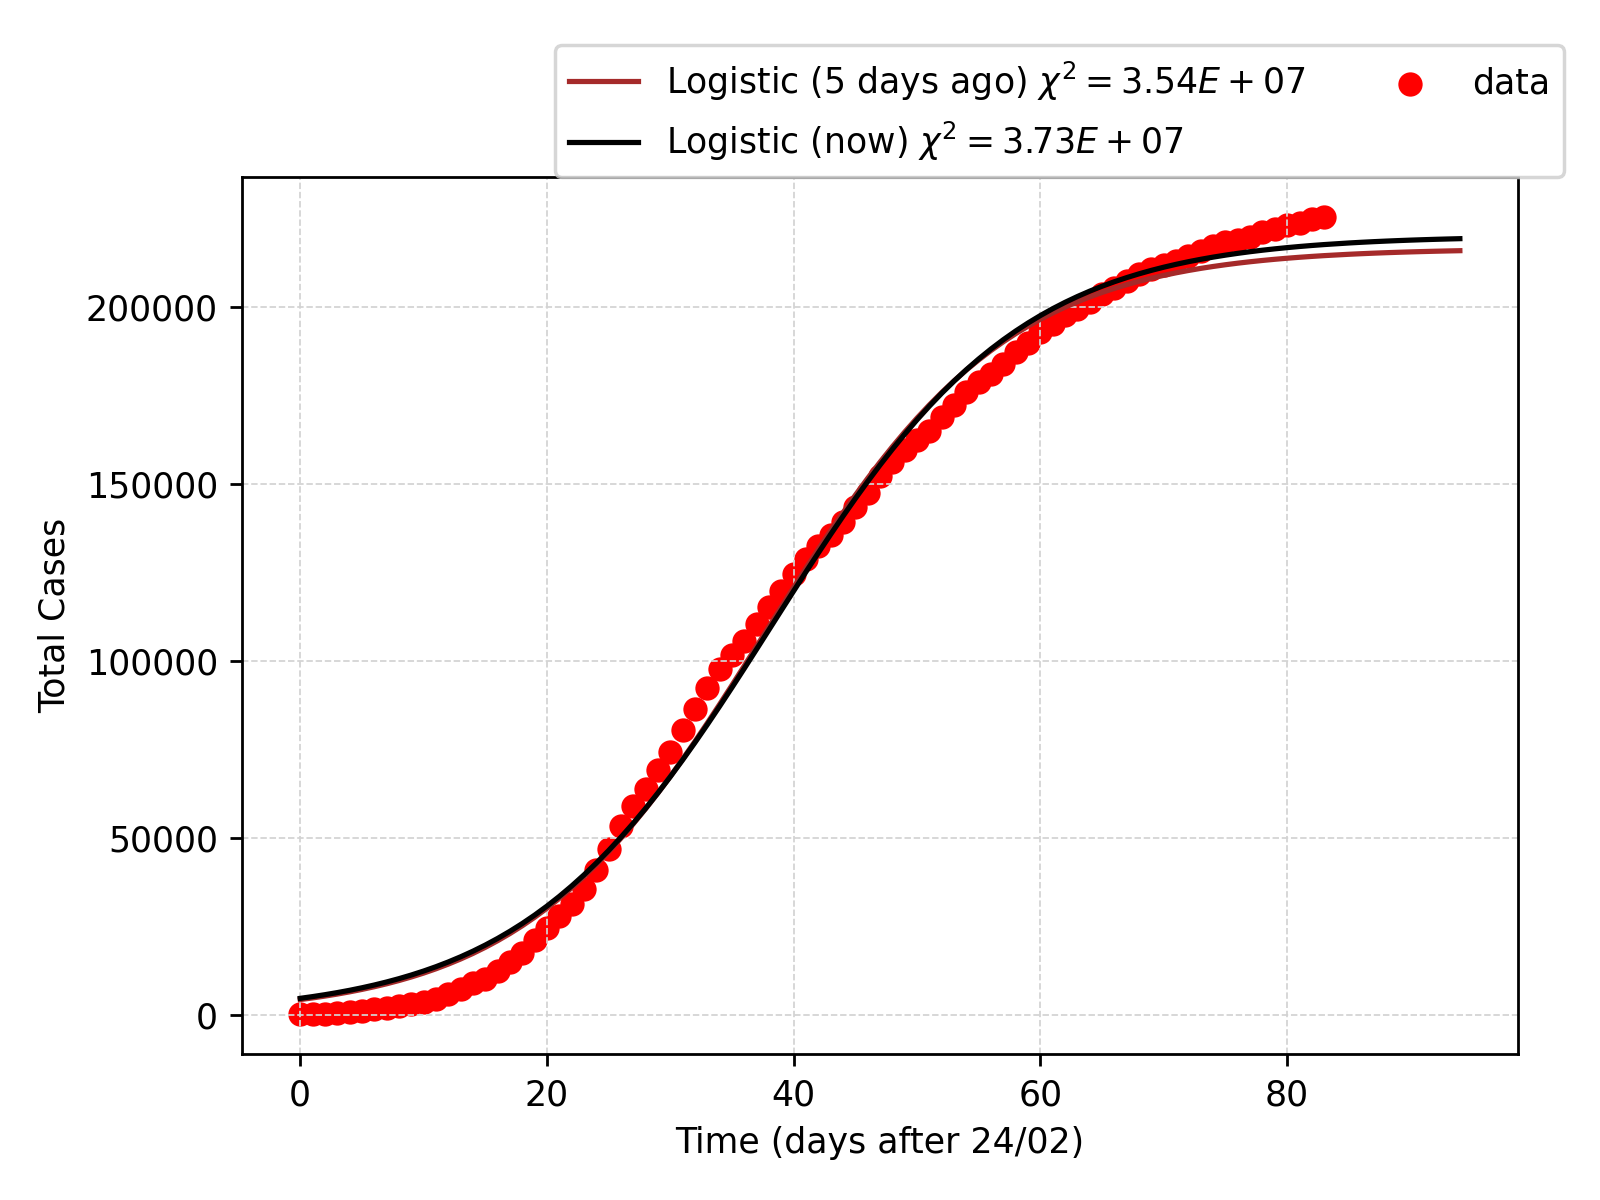 Logistic (5 days ago) χ² = 3.54E + 07
data
Logistic (now) χ² = 3.73E + 07
200000
150000
100000
50000
0
Total Cases
0 20 40 60 80
Time (days after 24/02)